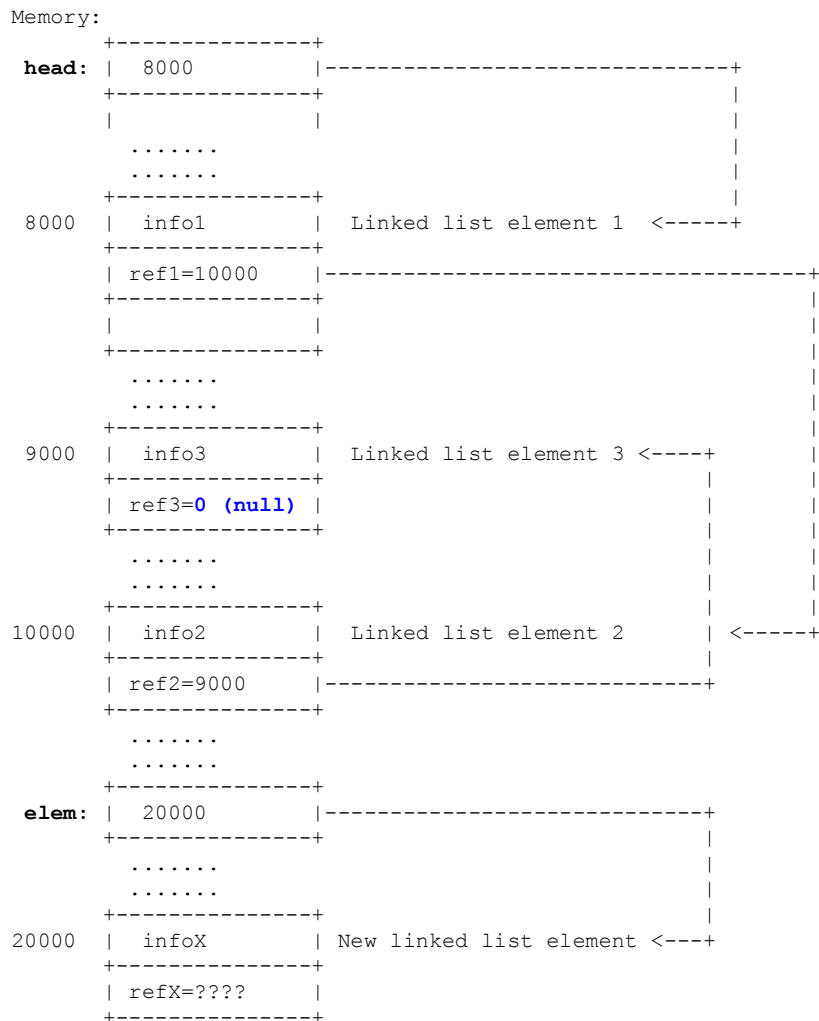 Memory:
+---------------+
head: | 8000 |-------------------------------+
+---------------+ |
| | |
....... |
....... |
+---------------+ |
8000 | info1 | Linked list element 1 <-----+
+---------------+
| ref1=10000 |-------------------------------------+
+---------------+ |
| | |
+---------------+ |
....... |
....... |
+---------------+ |
9000 | info3 | Linked list element 3 <----+ |
+---------------+ | |
| ref3=0 (null) | | |
+---------------+ | |
....... | |
....... | |
+---------------+ | |
10000 | info2 | Linked list element 2 | <------+
+---------------+ |
| ref2=9000 |-----------------------------+
+---------------+
.......
.......
+---------------+
elem: | 20000 |-----------------------------+
+---------------+ |
....... |
....... |
+---------------+ |
20000 | infoX | New linked list element <---+
+---------------+
| refX=???? |
+---------------+